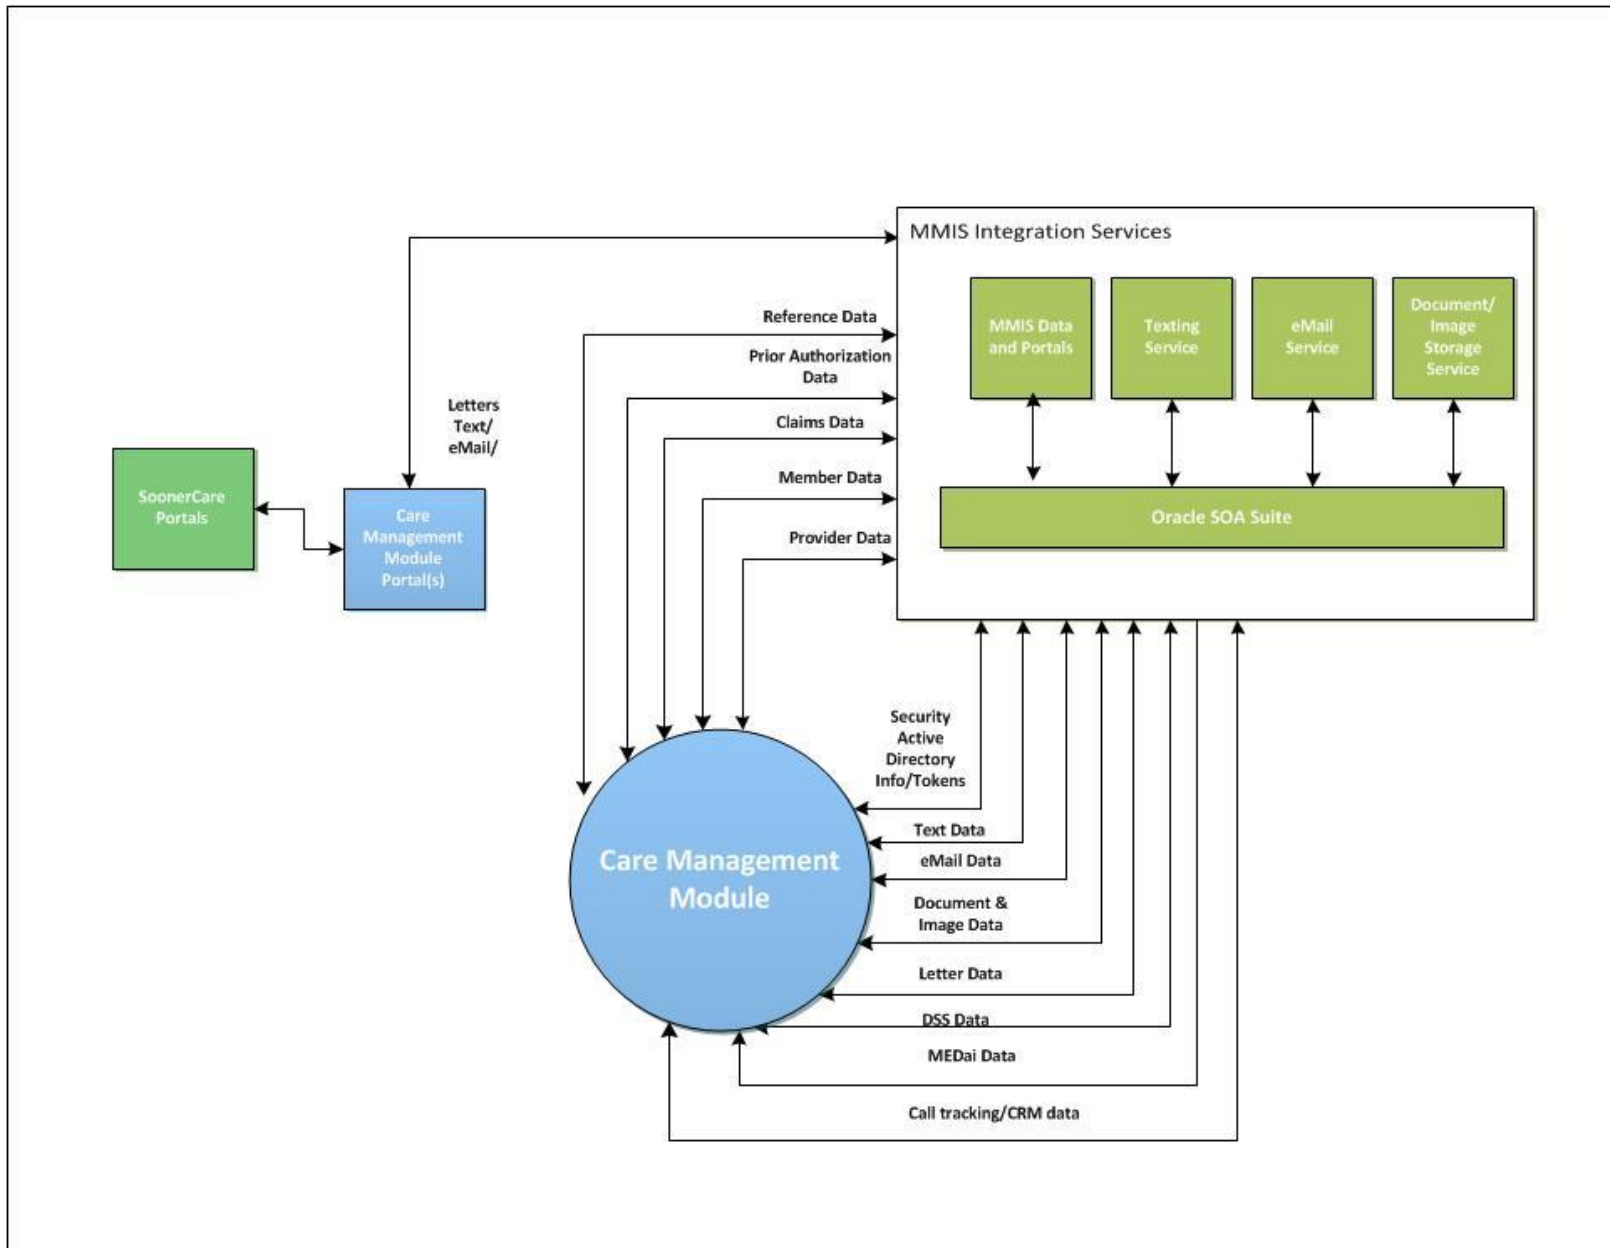 MMIS Integration Services
MMIS Data
and Portals
Texting
Service
eMail
Service
Document/
Image
Storage
Service
Oracle SOA Suite
Reference Data
Prior Authorization
Data
Claims Data
Member Data
Provider Data
Letters
Text/
eMail/
SoonerCare
Portals
Care
Management
Module
Portal(s)
Security
Active
Directory
Info/Tokens
Text Data
eMail Data
Document &
Image Data
Letter Data
DSS Data
MEDai Data
Call tracking/CRM data
Care Management
Module